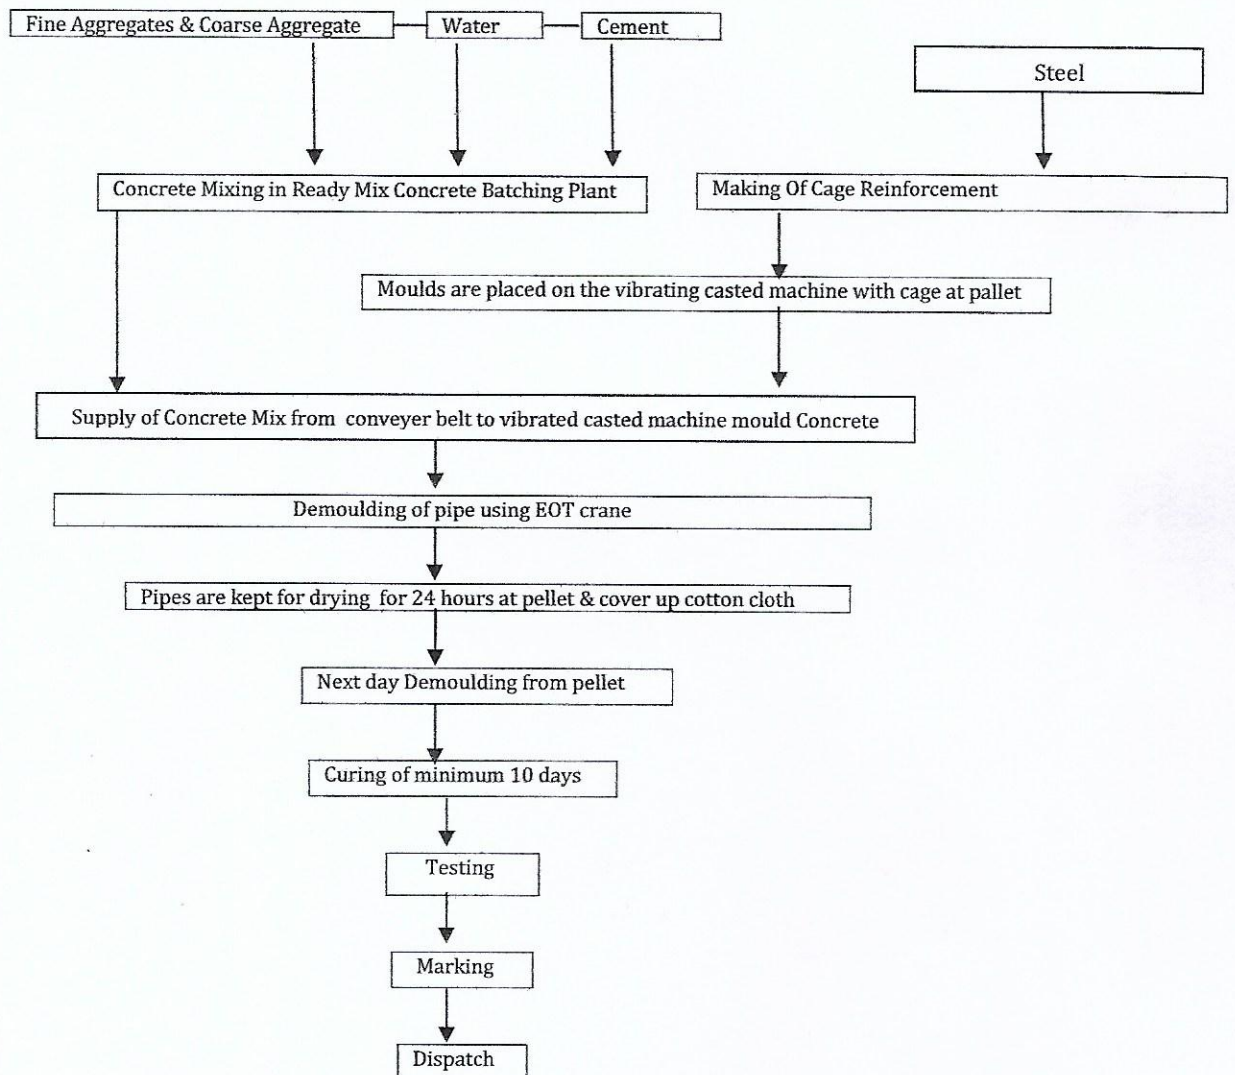 Fine Aggregates & Coarse Aggregate
Water
Cement
Steel
Concrete Mixing in Ready Mix Concrete Batching Plant
Making Of Cage Reinforcement
Moulds are placed on the vibrating casted machine with cage at pallet
Supply of Concrete Mix from conveyer belt to vibrated casted machine mould Concrete
Demoulding of pipe using EOT crane
Pipes are kept for drying for 24 hours at pellet & cover up cotton cloth
Next day Demoulding from pellet
Curing of minimum 10 days
Testing
Marking
Dispatch